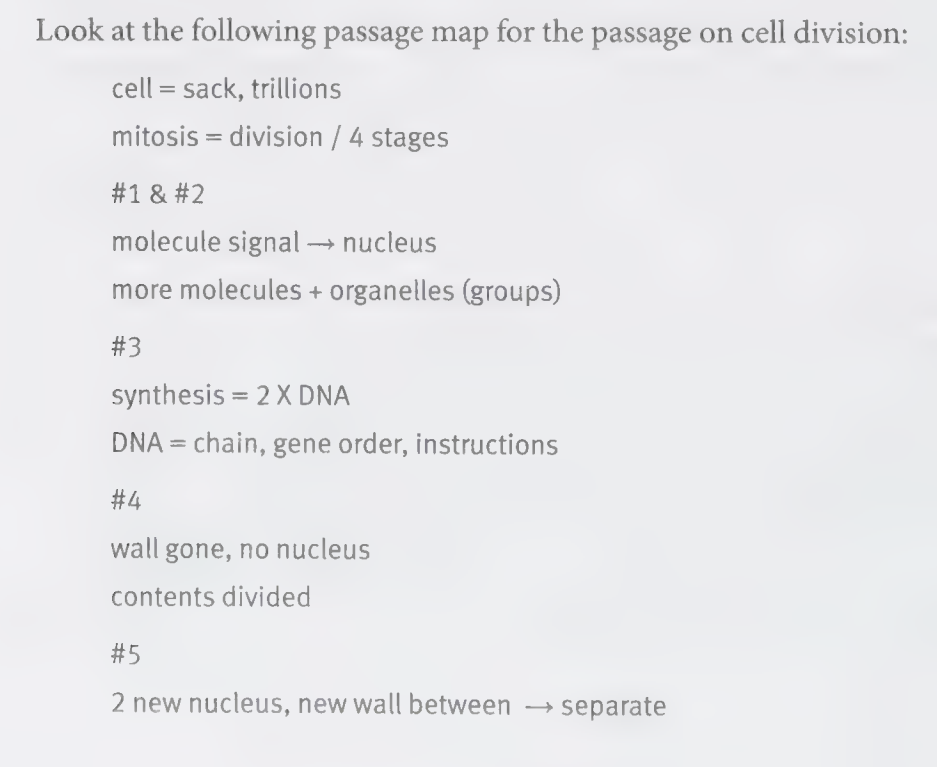 Look at the following passage map for the passage on cell division:
cell = sack, trillions
mitosis = division / 4 stages
#1 & #2
molecule signal → nucleus
more molecules + organelles (groups)
#3
synthesis = 2 X DNA
DNA = chain, gene order, instructions
#4
wall gone, no nucleus
contents divided
#5
2 new nucleus, new wall between → separate